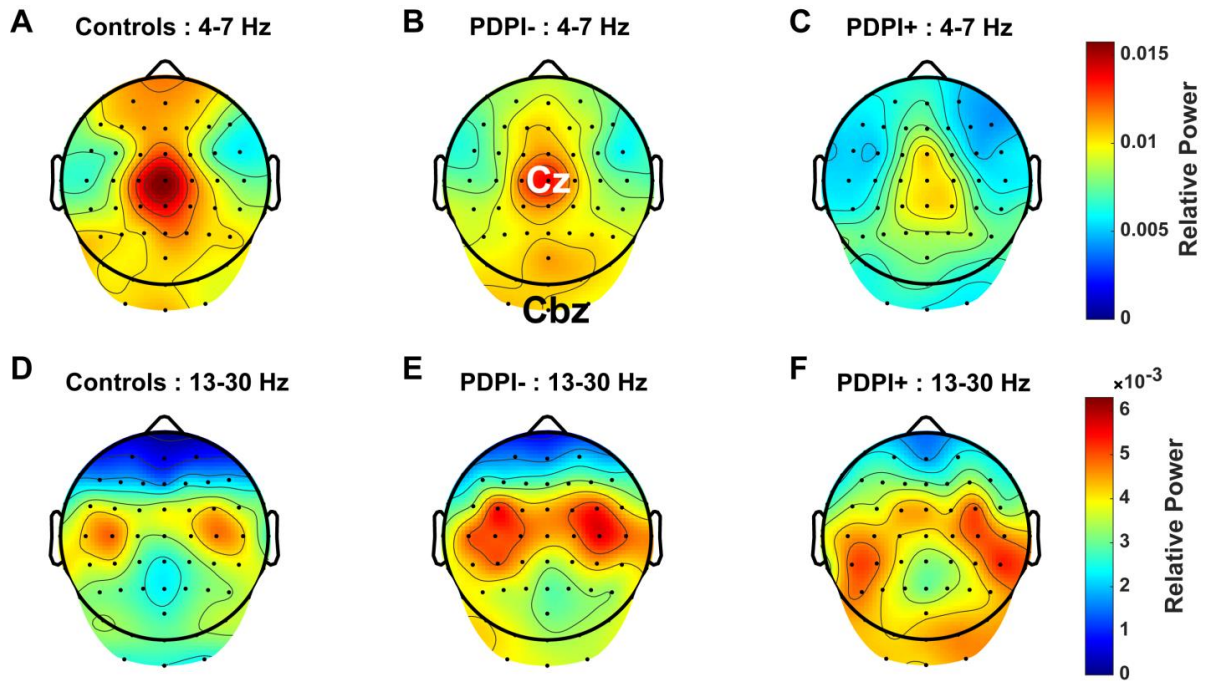 A
Controls : 4-7 Hz
B
PDPI- : 4-7 Hz
C
PDPI+ : 4-7 Hz
0.015
0.01
0.005
0
Relative Power
Cz
Cbz
D
Controls : 13-30 Hz
E
PDPI- : 13-30 Hz
F
PDPI+ : 13-30 Hz
×10⁻³
6
5
4
3
2
1
0
Relative Power